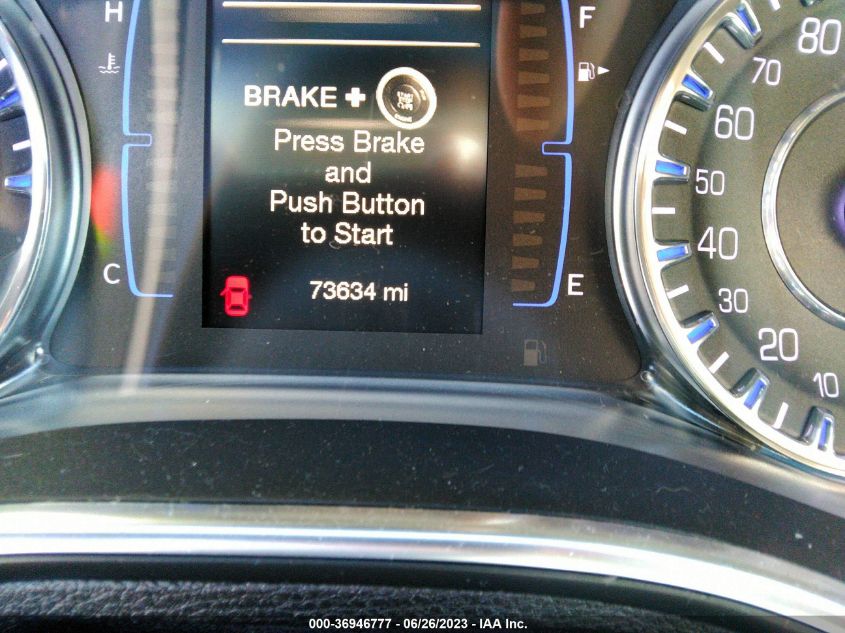 H
F
BRAKE +
Press Brake
and
Push Button
to Start
C
73634 mi
E
80
70
60
50
40
30
20
10
000-36946777 / 06/26/2023 - © IAA, Inc.